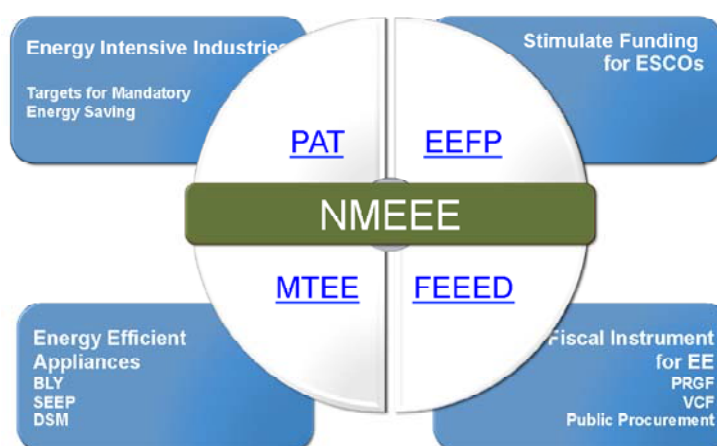 Energy Intensive Industries
Targets for Mandatory
Energy Saving
Stimulate Funding
for ESCOs
PAT
EEFP
NMEEE
MTEE
FEEED
Energy Efficient
Appliances
BLY
SEEP
DSM
Fiscal Instrument
for EE
PRGF
VCF
Public Procurement